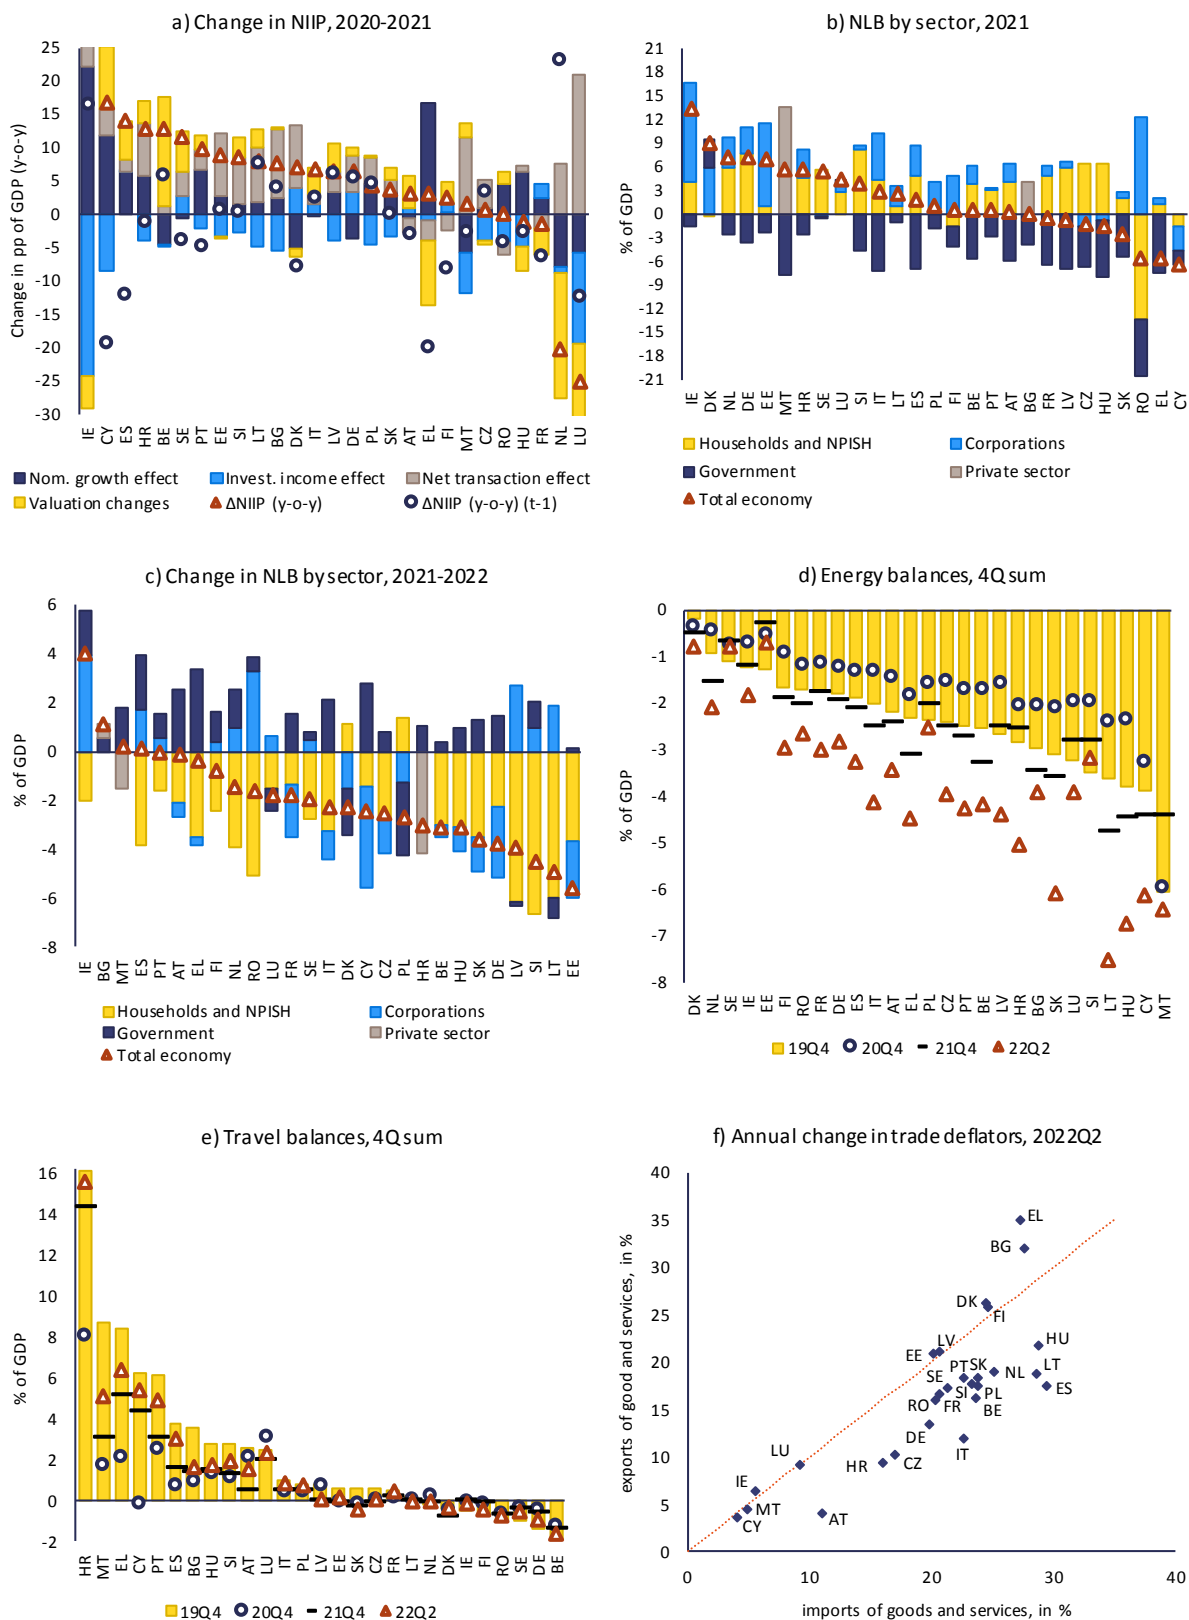 a) Change in NIIP, 2020-2021
Change in pp of GDP (y-o-y)
25
20
15
10
5
0
-5
-10
-15
-20
-25
-30
IE CY ES HR BE SE PT EE SI LT BG DK IT LV DE PL SK AT EL FI MT CZ RO HU FR NL LU
Nom. growth effect Invest. income effect Net transaction effect
Valuation changes ΔNIIP (y-o-y) ΔNIIP (y-o-y) (t-1)
b) NLB by sector, 2021
% of GDP
21
18
15
12
9
6
3
0
-3
-6
-9
-12
-15
-18
-21
IE DK NL DE EE MT HR SE LU SI IT LT ES PL FI BE PT AT BG FR LV CZ HU SK RO EL CY
Households and NPISH Corporations
Government Private sector
Total economy
c) Change in NLB by sector, 2021-2022
% of GDP
6
4
2
0
-2
-4
-6
-8
IE BG MT ES PT AT EL FI NL RO LU FR SE IT DK CY CZ PL HR BE HU SK DE LV SI LT EE
Households and NPISH Corporations
Government Private sector
Total economy
d) Energy balances, 4Q sum
% of GDP
0
-1
-2
-3
-4
-5
-6
-7
-8
DK NL SE IE EE FI RO FR DE ES IT AT EL PL CZ PT BE LV HR BG SK LU SI LT HU CY MT
19Q4 20Q4 21Q4 22Q2
e) Travel balances, 4Q sum
% of GDP
16
14
12
10
8
6
4
2
0
-2
HR MT EL CY PT ES BG HU SI AT LU IT PL LV EE SK CZ FR LT NL DK IE FI RO SE DE BE
19Q4 20Q4 21Q4 22Q2
f) Annual change in trade deflators, 2022Q2
exports of good and services, in %
40
35
30
25
20
15
10
5
0
EL
BG
DK
FI
HU
LV
EE
PT SK
NL LT
SE
SI PL ES
RO FR BE
DE
IT
LU
HR CZ
IE
MT
AT
CY
0 10 20 30 40
imports of goods and services, in %